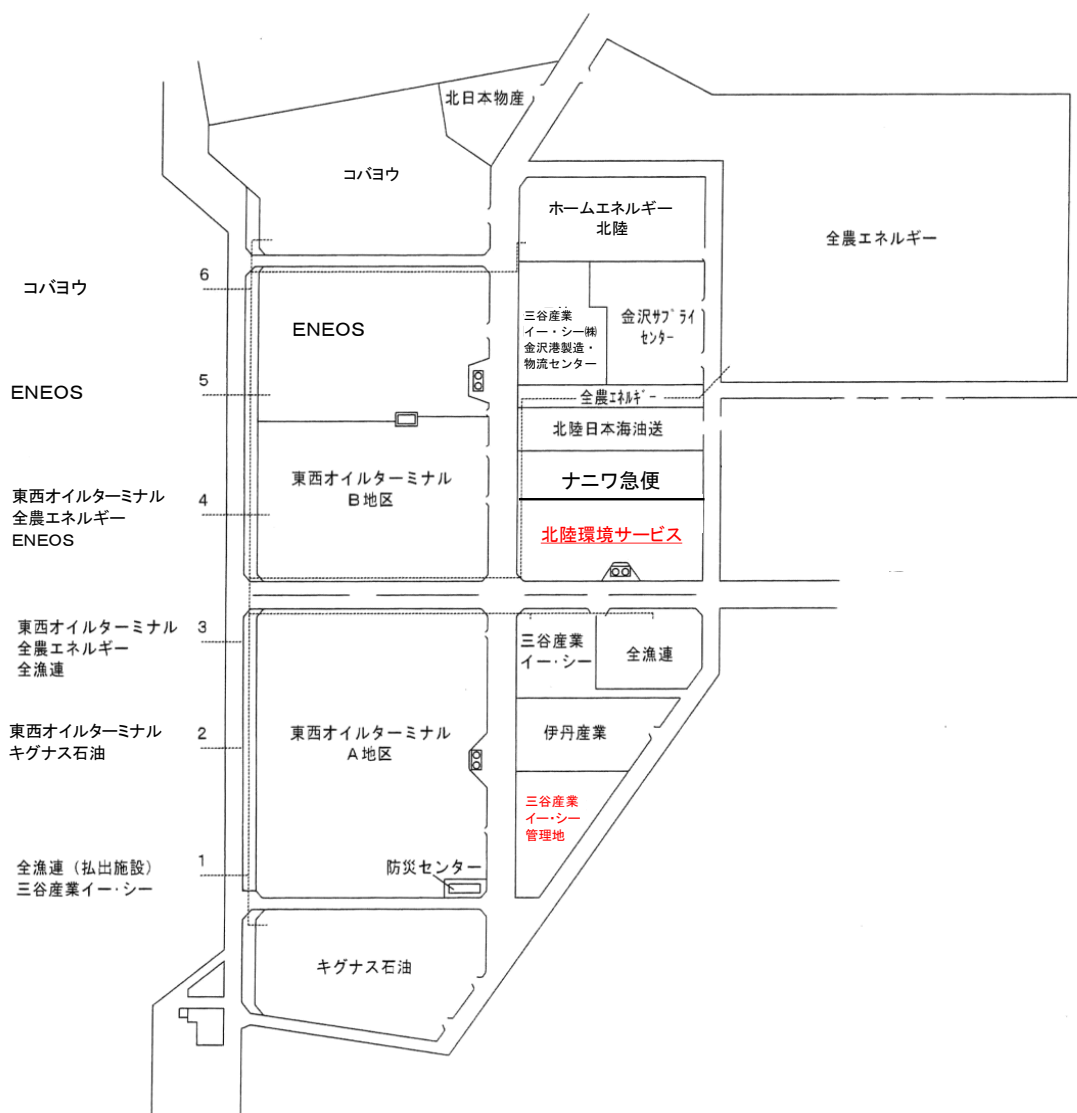 北日本物産
コバヨウ
ホームエネルギー
北陸
全農エネルギー
6
コバヨウ
ENEOS
三谷産業
イー・シー㈱
金沢港製造・
物流センター
金沢サプライ
センター
5
ENEOS
全農エネルギー
北陸日本海油送
東西オイルターミナル
B地区
ナニワ急便
4
東西オイルターミナル
全農エネルギー
ENEOS
北陸環境サービス
3
東西オイルターミナル
全農エネルギー
全漁連
三谷産業
イー・シー
全漁連
2
東西オイルターミナル
キグナス石油
東西オイルターミナル
A地区
伊丹産業
三谷産業
イー・シー
管理地
1
全漁連（払出施設）
三谷産業イー・シー
防災センター
キグナス石油